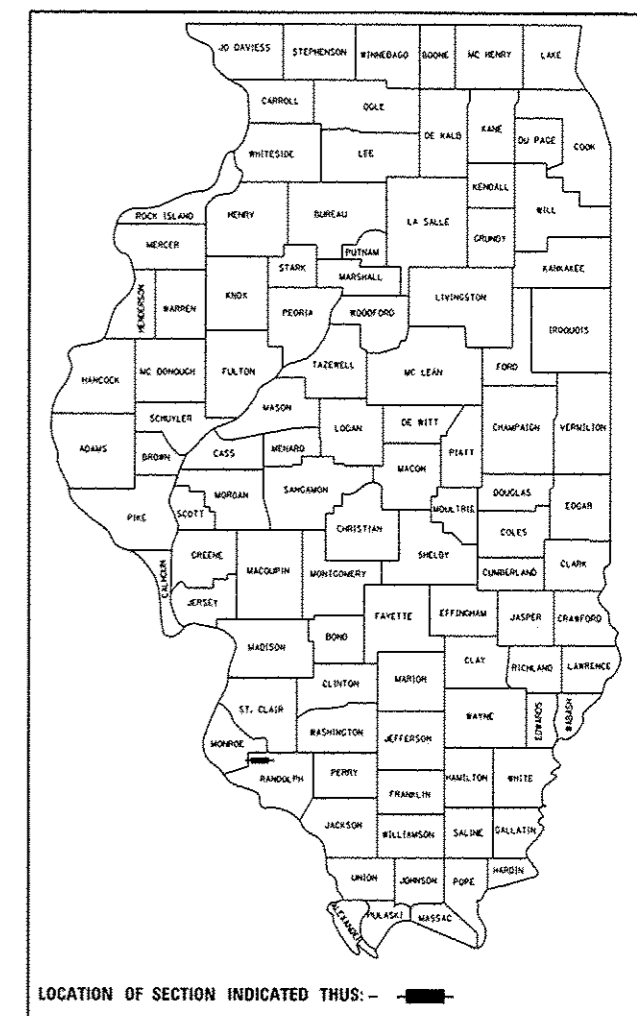 JO DAVIESS STEPHENSON WINNEBAGO BOONE MC HENRY LAKE
CARROLL OGLE DE KALB KANE DU PAGE COOK
WHITESIDE LEE KENDALL WILL
ROCK ISLAND HENRY BUREAU LA SALLE GRUNDY
MERCER PUTNAM KANKAKEE
HENDERSON WARREN KNOX STARK MARSHALL LIVINGSTON
PEORIA WOODFORD IROQUOIS
HANCOCK MC DONOUGH FULTON TAZEWELL MC LEAN FORD
SCHUYLER MASON LOGAN DE WITT CHAMPAIGN VERMILION
ADAMS BROWN CASS MENARD PIATT
MACON
PIKE SCOTT MORGAN SANGAMON MOULTRIE DOUGLAS EDGAR
CHRISTIAN COLES
CALHOUN GREENE MACOUPIN MONTGOMERY SHELBY CUMBERLAND CLARK
JERSEY FAYETTE EFFINGHAM JASPER CRAWFORD
MADISON BOND CLAY RICHLAND LAWRENCE
CLINTON MARION
ST. CLAIR WAYNE EDWARDS WABASH
MONROE WASHINGTON JEFFERSON
RANDOLPH PERRY HAMILTON WHITE
FRANKLIN
JACKSON WILLIAMSON SALINE GALLATIN
UNION JOHNSON POPE HARDIN
ALEXANDER PULASKI MASSAC
LOCATION OF SECTION INDICATED THUS: -